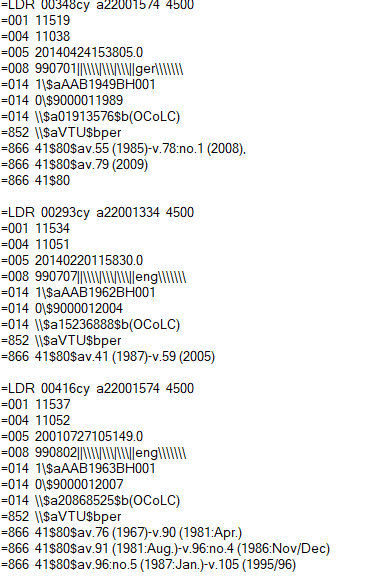 =LDR  00348cy  a22001574  4500
=001  11519
=004  11038
=005  20140424153805.0
=008  990701||\\\\|\\\|\\\||ger\\\\\\\
=014  1\$aAAB1949BH001
=014  0\$9000011989
=014  \\$a01913576$b(OCoLC)
=852  \\$aVTU$bper
=866  41$80$av.55 (1985)-v.78:no.1 (2008),
=866  41$80$av.79 (2009)
=866  41$80
=LDR  00293cy  a22001334  4500
=001  11534
=004  11051
=005  20140220115830.0
=008  990707||\\\\|\\\|\\\||eng\\\\\\\
=014  1\$aAAB1962BH001
=014  0\$9000012004
=014  \\$a15236888$b(OCoLC)
=852  \\$aVTU$bper
=866  41$80$av.41 (1987)-v.59 (2005)
=LDR  00416cy  a22001574  4500
=001  11537
=004  11052
=005  20010727105149.0
=008  990802||\\\\|\\\|\\\||eng\\\\\\\
=014  1\$aAAB1963BH001
=014  0\$9000012007
=014  \\$a20868525$b(OCoLC)
=852  \\$aVTU$bper
=866  41$80$av.76 (1967)-v.90 (1981:Apr.)
=866  41$80$av.91 (1981:Aug.)-v.96:no.4 (1986:Nov/Dec)
=866  41$80$av.96:no.5 (1987:Jan.)-v.105 (1995/96)